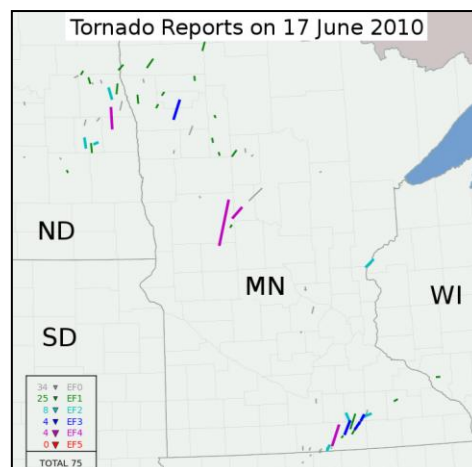 Tornado Reports on 17 June 2010
ND
MN
WI
SD
34 ▼ EF0
25 ▼ EF1
8 ▼ EF2
4 ▼ EF3
4 ▼ EF4
0 ▼ EF5
TOTAL 75